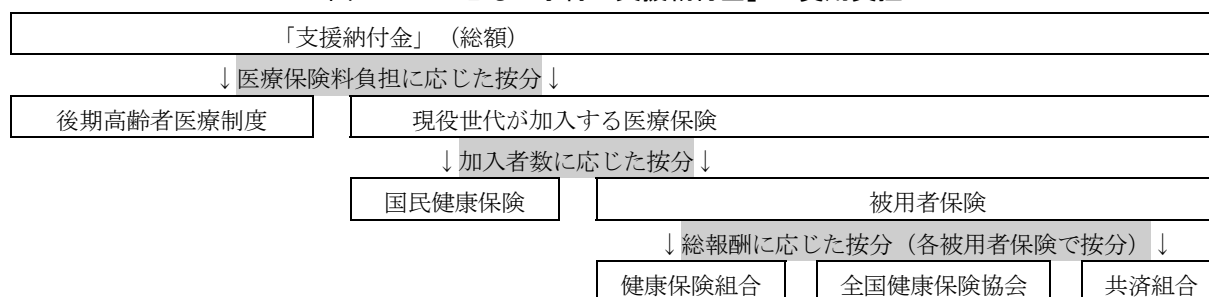 「支援納付金」（総額）
↓医療保険料負担に応じた按分↓
後期高齢者医療制度 現役世代が加入する医療保険
↓加入者数に応じた按分↓
国民健康保険 被用者保険
↓総報酬に応じた按分（各被用者保険で按分）↓
健康保険組合 全国健康保険協会 共済組合